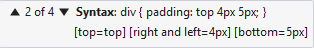 ▲ 2 of 4 ▼ Syntax: div { padding: top 4px 5px; }
[top=top] [right and left=4px] [bottom=5px]